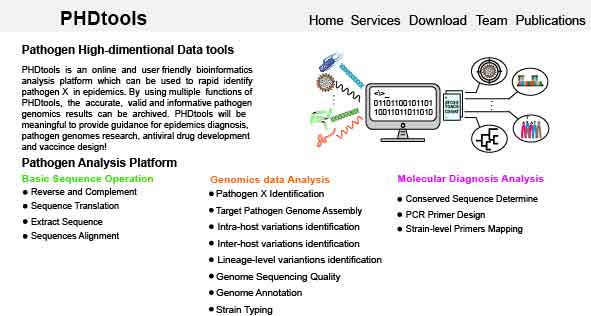 PHDtools
Home Services Download Team Publications
Pathogen High-dimentional Data tools
PHDtools is an online and user friendly bioinformatics
analysis platform which can be used to rapid identify
pathogen X in epidemics. By using multiple functions of
PHDtools, the accurate, valid and informative pathogen
genomics results can be archived. PHDtools will be
meaningful to provide guidance for epidemics diagnosis,
pathogen genomes research, antiviral drug development
and vaccince design!
</>
01101100101101
10011011011010
Pathogen Analysis Platform
Basic Sequence Operation
Reverse and Complement
Sequence Translation
Extract Sequence
Sequences Alignment
Genomics data Analysis
Pathogen X Identification
Target Pathogen Genome Assembly
Intra-host variations identification
Inter-host variations identification
Lineage-level variantions identification
Genome Sequencing Quality
Genome Annotation
Strain Typing
Molecular Diagnosis Analysis
Conserved Sequence Determine
PCR Primer Design
Strain-level Primers Mapping